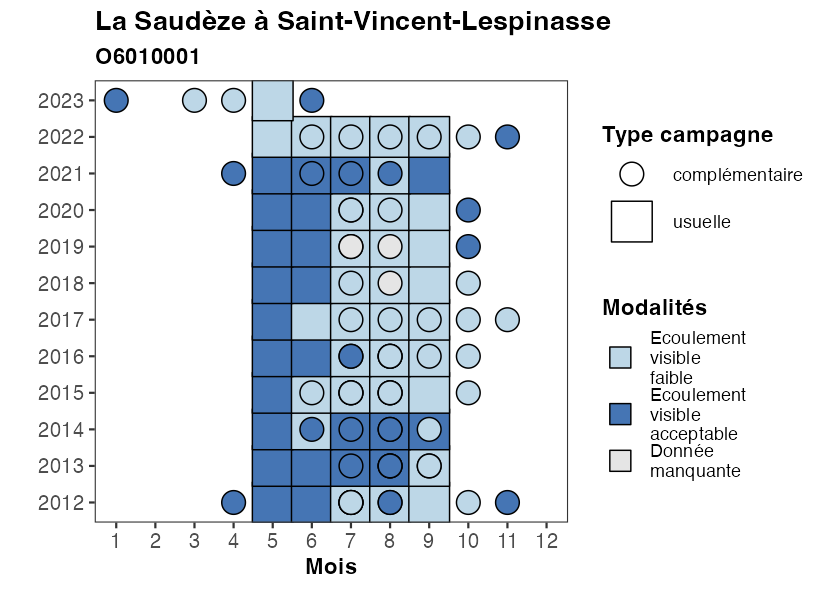 La Saudèze à Saint-Vincent-Lespinasse
O6010001
2023
2022
2021
2020
2019
2018
2017
2016
2015
2014
2013
2012
1 2 3 4 5 6 7 8 9 10 11 12
Mois
Type campagne
complémentaire
usuelle
Modalités
Ecoulement
visible
faible
Ecoulement
visible
acceptable
Donnée
manquante